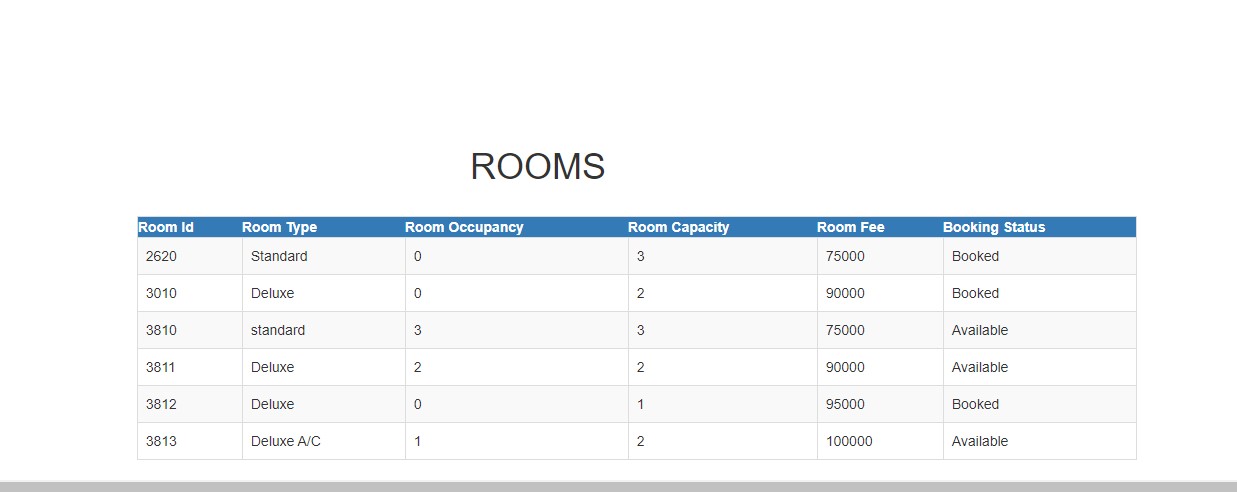 ROOMS
Room Id Room Type Room Occupancy Room Capacity Room Fee Booking Status
2620 Standard 0 3 75000 Booked
3010 Deluxe 0 2 90000 Booked
3810 standard 3 3 75000 Available
3811 Deluxe 2 2 90000 Available
3812 Deluxe 0 1 95000 Booked
3813 Deluxe A/C 1 2 100000 Available